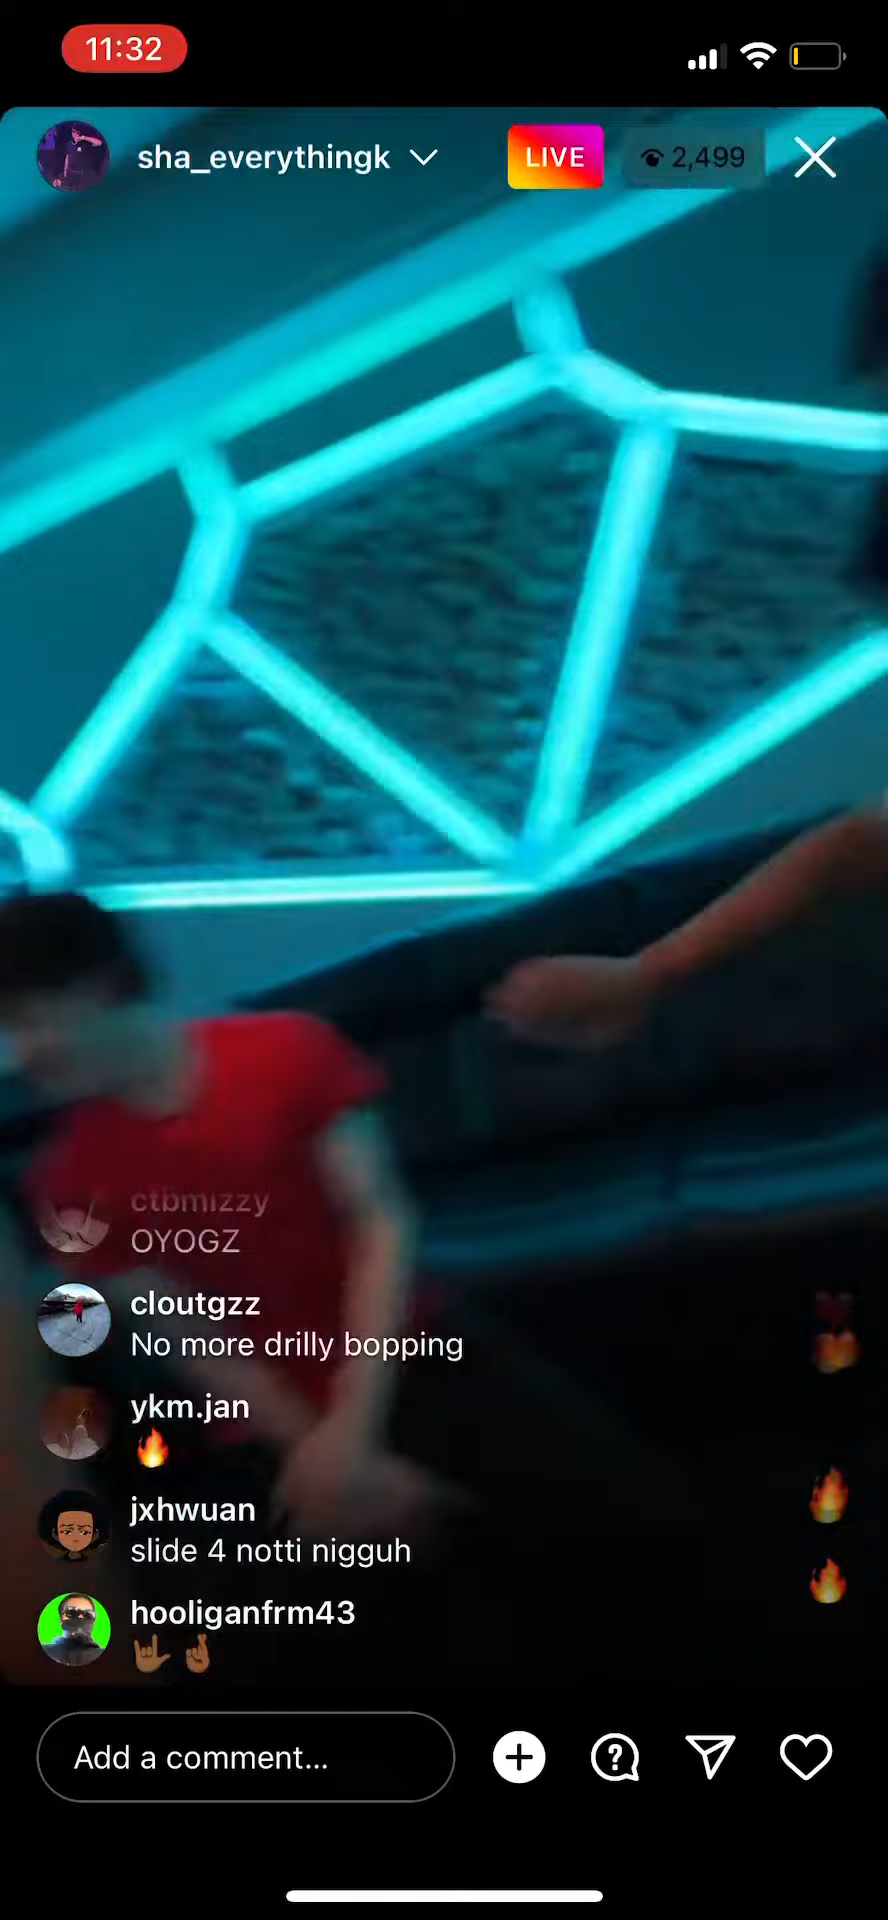 11:32
sha_everythingk
LIVE
2,499
ctbmizzy
OYOGZ
cloutgzz
No more drilly bopping
ykm.jan
🔥
jxhwuan
slide 4 notti nigguh
hooliganfrm43
🤟🏽 🤞🏽
Add a comment...